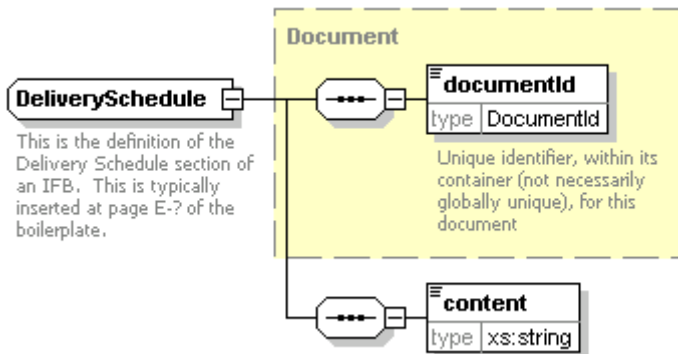 Document
DeliverySchedule
This is the definition of the
Delivery Schedule section of
an IFB.  This is typically
inserted at page E-? of the
boilerplate.
documentId
type DocumentId
Unique identifier, within its
container (not necessarily
globally unique), for this
document
content
type xs:string